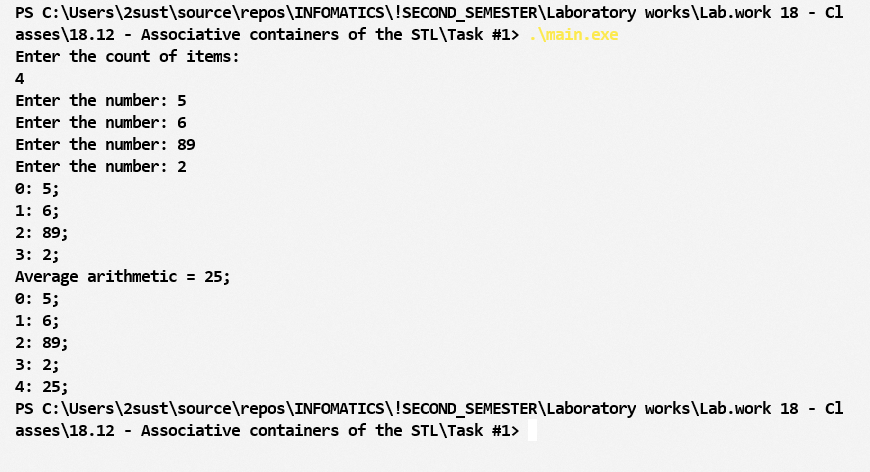 PS C:\Users\2sust\source\repos\INFOMATICS\!SECOND_SEMESTER\Laboratory works\Lab.work 18 - Cl
asses\18.12 - Associative containers of the STL\Task #1> .\main.exe
Enter the count of items:
4
Enter the number: 5
Enter the number: 6
Enter the number: 89
Enter the number: 2
0: 5;
1: 6;
2: 89;
3: 2;
Average arithmetic = 25;
0: 5;
1: 6;
2: 89;
3: 2;
4: 25;
PS C:\Users\2sust\source\repos\INFOMATICS\!SECOND_SEMESTER\Laboratory works\Lab.work 18 - Cl
asses\18.12 - Associative containers of the STL\Task #1>